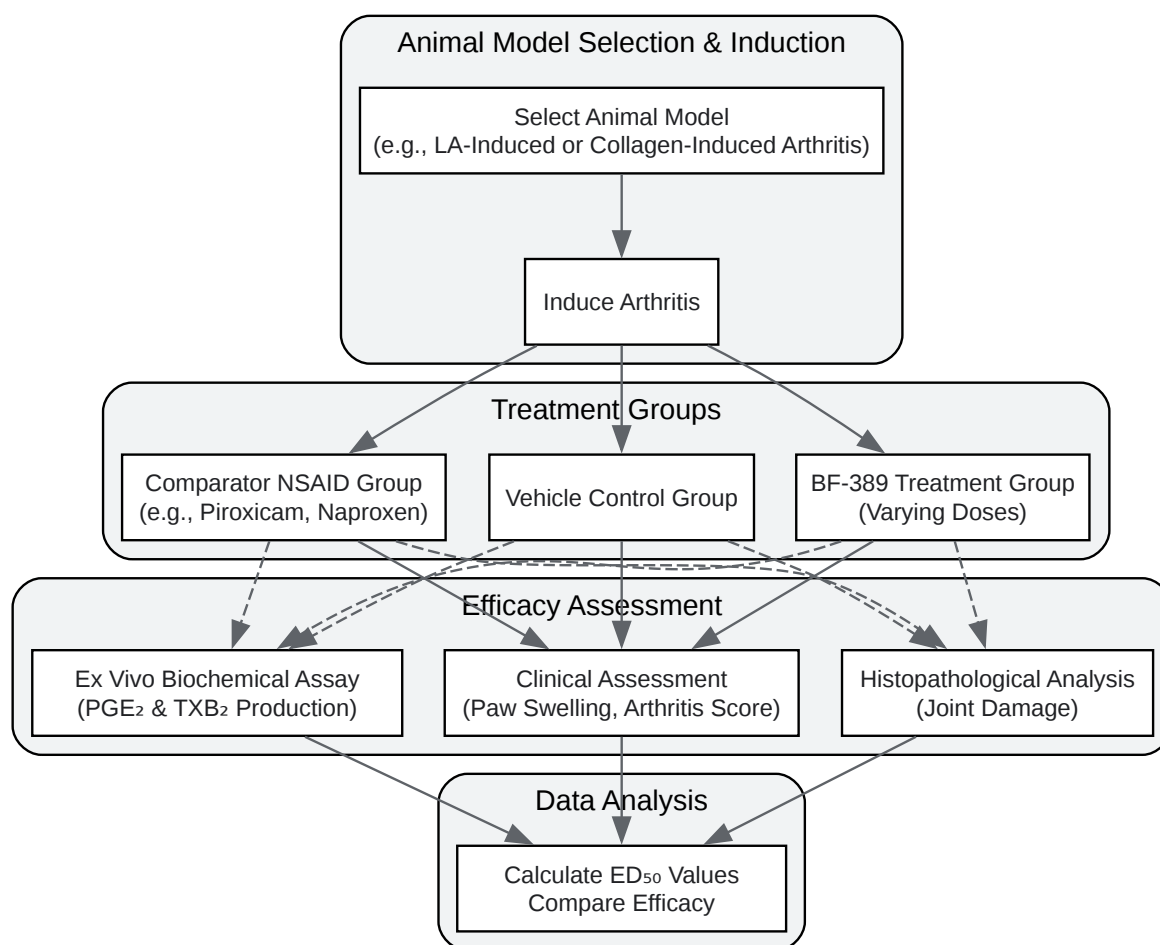 Animal Model Selection & Induction
Select Animal Model
(e.g., LA-Induced or Collagen-Induced Arthritis)
Induce Arthritis
Treatment Groups
Comparator NSAID Group
(e.g., Piroxicam, Naproxen)
Vehicle Control Group
BF-389 Treatment Group
(Varying Doses)
Efficacy Assessment
Ex Vivo Biochemical Assay
(PGE₂ & TXB₂ Production)
Clinical Assessment
(Paw Swelling, Arthritis Score)
Histopathological Analysis
(Joint Damage)
Data Analysis
Calculate ED₅₀ Values
Compare Efficacy